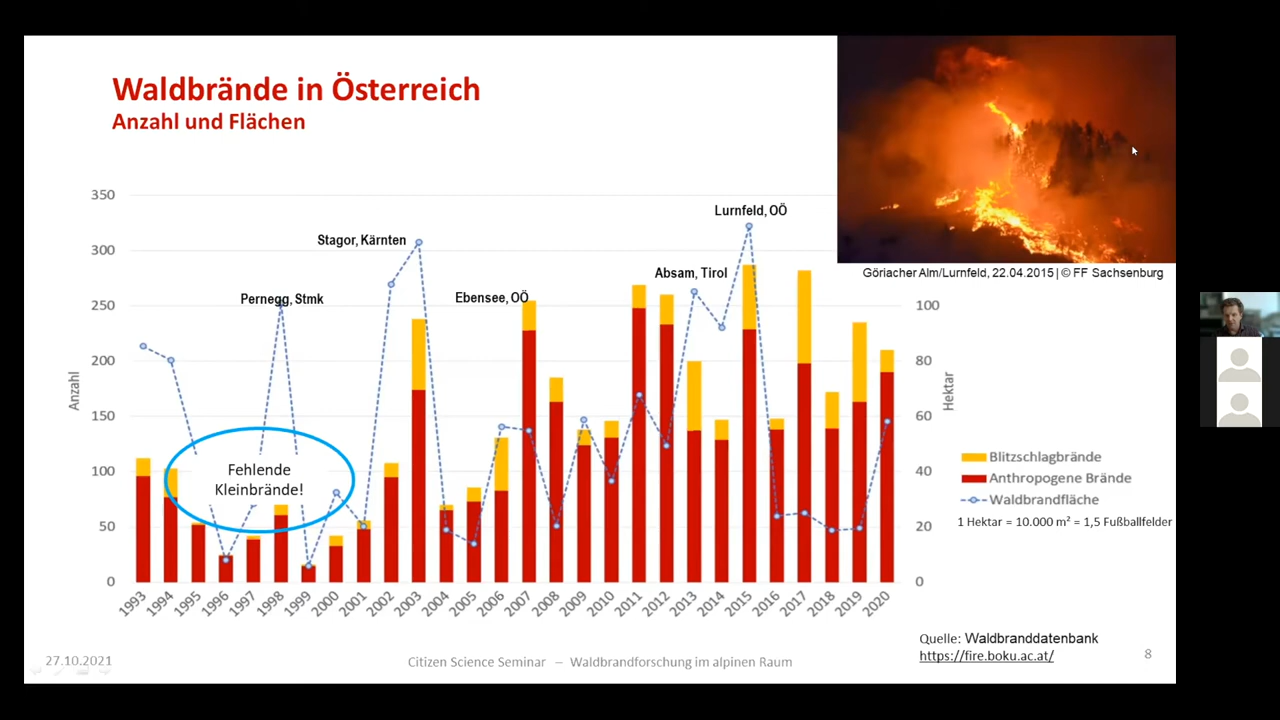 Waldbrände in Österreich
Anzahl und Flächen
Göriacher Alm/Lurnfeld, 22.04.2015 | © FF Sachsenburg
350
300
250
200
150
100
50
0
Anzahl
Pernegg, Stmk
Stagor, Kärnten
Ebensee, OÖ
Absam, Tirol
Lurnfeld, OÖ
Fehlende
Kleinbrände!
100
80
60
40
20
0
Hektar
1993
1994
1995
1996
1997
1998
1999
2000
2001
2002
2003
2004
2005
2006
2007
2008
2009
2010
2011
2012
2013
2014
2015
2016
2017
2018
2019
2020
Blitzschlagbrände
Anthropogene Brände
Waldbrandfläche
1 Hektar = 10.000 m² = 1,5 Fußballfelder
Quelle: Waldbranddatenbank
https://fire.boku.ac.at/
27.10.2021
Citizen Science Seminar – Waldbrandforschung im alpinen Raum
8